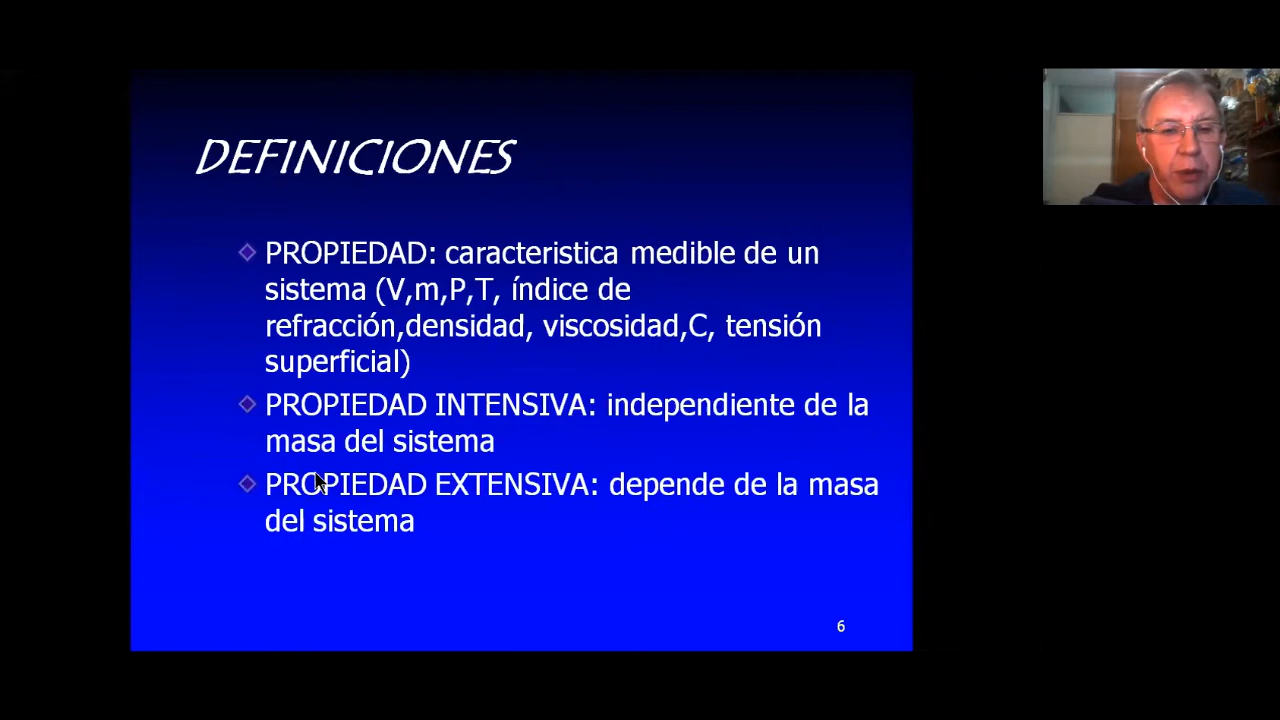 DEFINICIONES
PROPIEDAD: caracteristica medible de un
sistema (V,m,P,T, índice de
refracción,densidad, viscosidad,C, tensión
superficial)
PROPIEDAD INTENSIVA: independiente de la
masa del sistema
PROPIEDAD EXTENSIVA: depende de la masa
del sistema
6